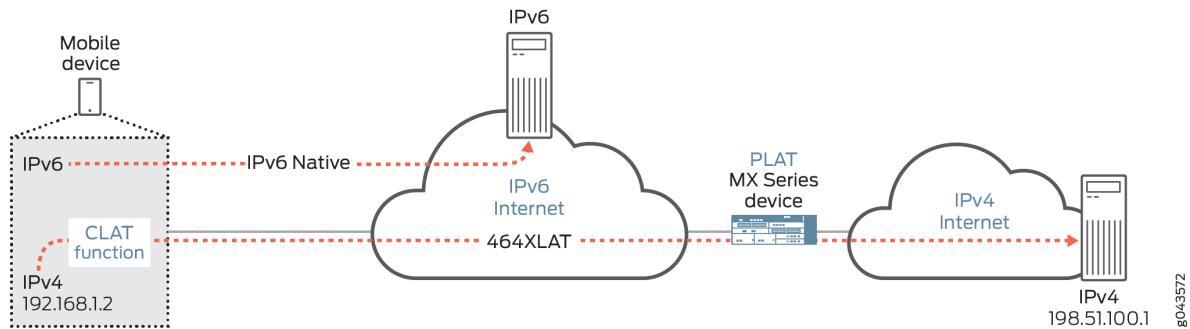 IPv6
Mobile
device
IPv6
IPv6 Native
IPv6
Internet
PLAT
MX Series
device
IPv4
Internet
CLAT
function
464XLAT
IPv4
192.168.1.2
IPv4
198.51.100.1
g043572